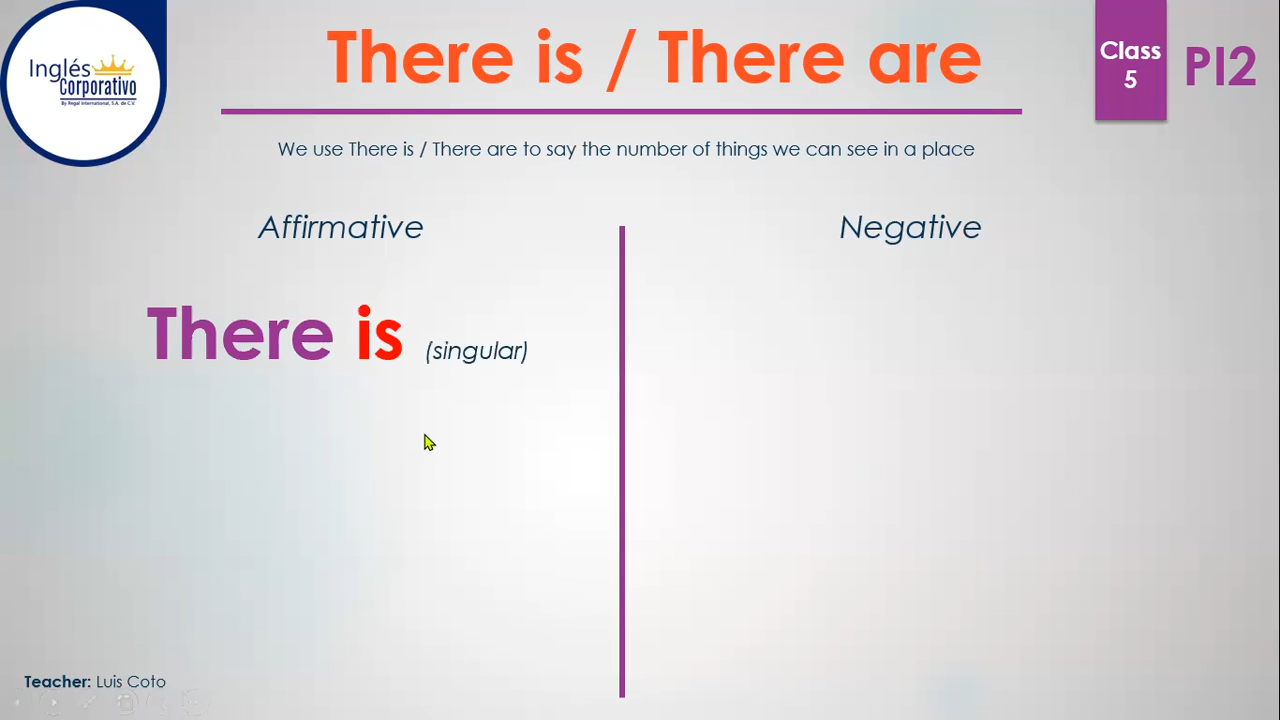 Inglés
Corporativo
By Regal International, S.A. de C.V.
There is / There are
Class
5
PI2
We use There is / There are to say the number of things we can see in a place
Affirmative
Negative
There is (singular)
Teacher: Luis Coto